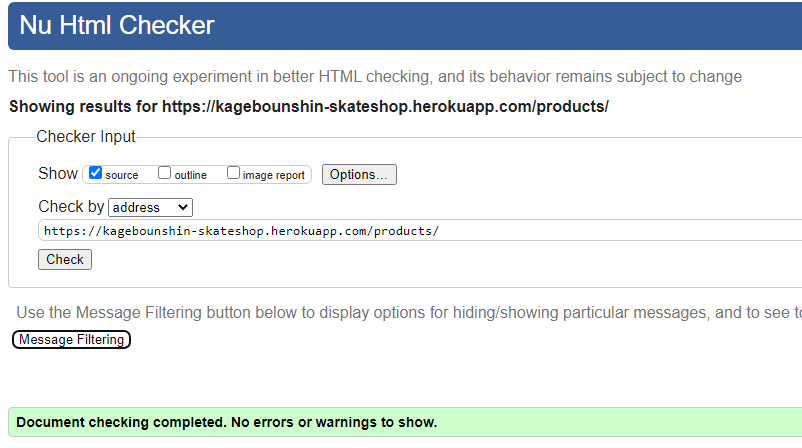 Nu Html Checker
This tool is an ongoing experiment in better HTML checking, and its behavior remains subject to change
Showing results for https://kagebounshin-skateshop.herokuapp.com/products/
Checker Input
Show source outline image report Options...
Check by address
https://kagebounshin-skateshop.herokuapp.com/products/
Check
Use the Message Filtering button below to display options for hiding/showing particular messages, and to see
Message Filtering
Document checking completed. No errors or warnings to show.